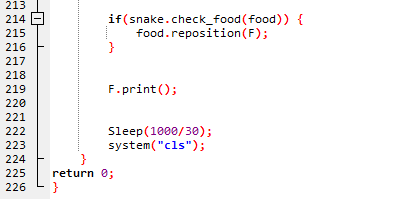 213
214 if(snake.check_food(food)) {
215 food.reposition(F);
216 }
217
218
219 F.print();
220
221
222 Sleep(1000/30);
223 system("cls");
224 }
225 return 0;
226 }